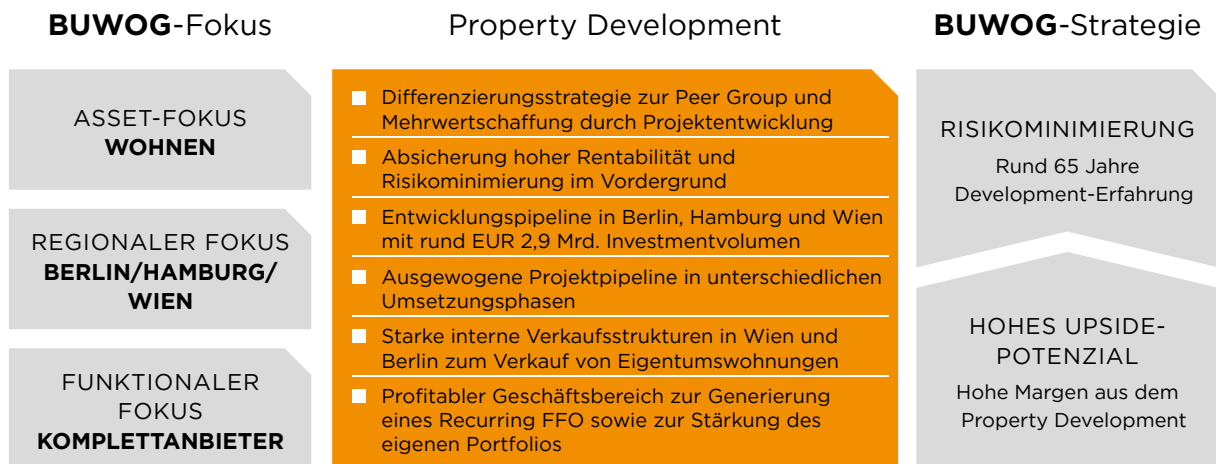 BUWOG-Fokus
ASSET-FOKUS
WOHNEN
REGIONALER FOKUS
BERLIN/HAMBURG/
WIEN
FUNKTIONALER
FOKUS
KOMPLETTANBIETER
Property Development
Differenzierungsstrategie zur Peer Group und
Mehrwertschaffung durch Projektentwicklung
Absicherung hoher Rentabilität und
Risikominimierung im Vordergrund
Entwicklungspipeline in Berlin, Hamburg und Wien
mit rund EUR 2,9 Mrd. Investmentvolumen
Ausgewogene Projektpipeline in unterschiedlichen
Umsetzungsphasen
Starke interne Verkaufsstrukturen in Wien und
Berlin zum Verkauf von Eigentumswohnungen
Profitabler Geschäftsbereich zur Generierung
eines Recurring FFO sowie zur Stärkung des
eigenen Portfolios
BUWOG-Strategie
RISIKOMINIMIERUNG
Rund 65 Jahre
Development-Erfahrung
HOHES UPSIDE-
POTENZIAL
Hohe Margen aus dem
Property Development